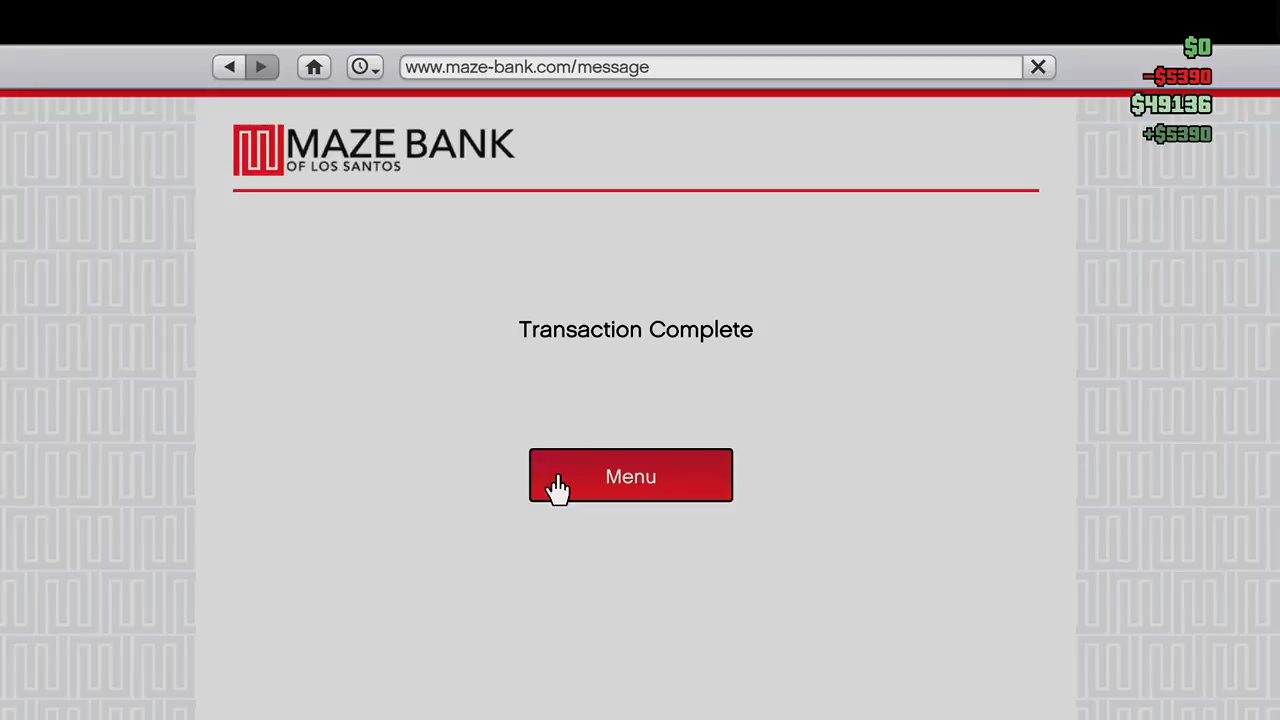 www.maze-bank.com/message
$0
-$5390
$49136
+$5390
MAZE BANK
OF LOS SANTOS
Transaction Complete
Menu